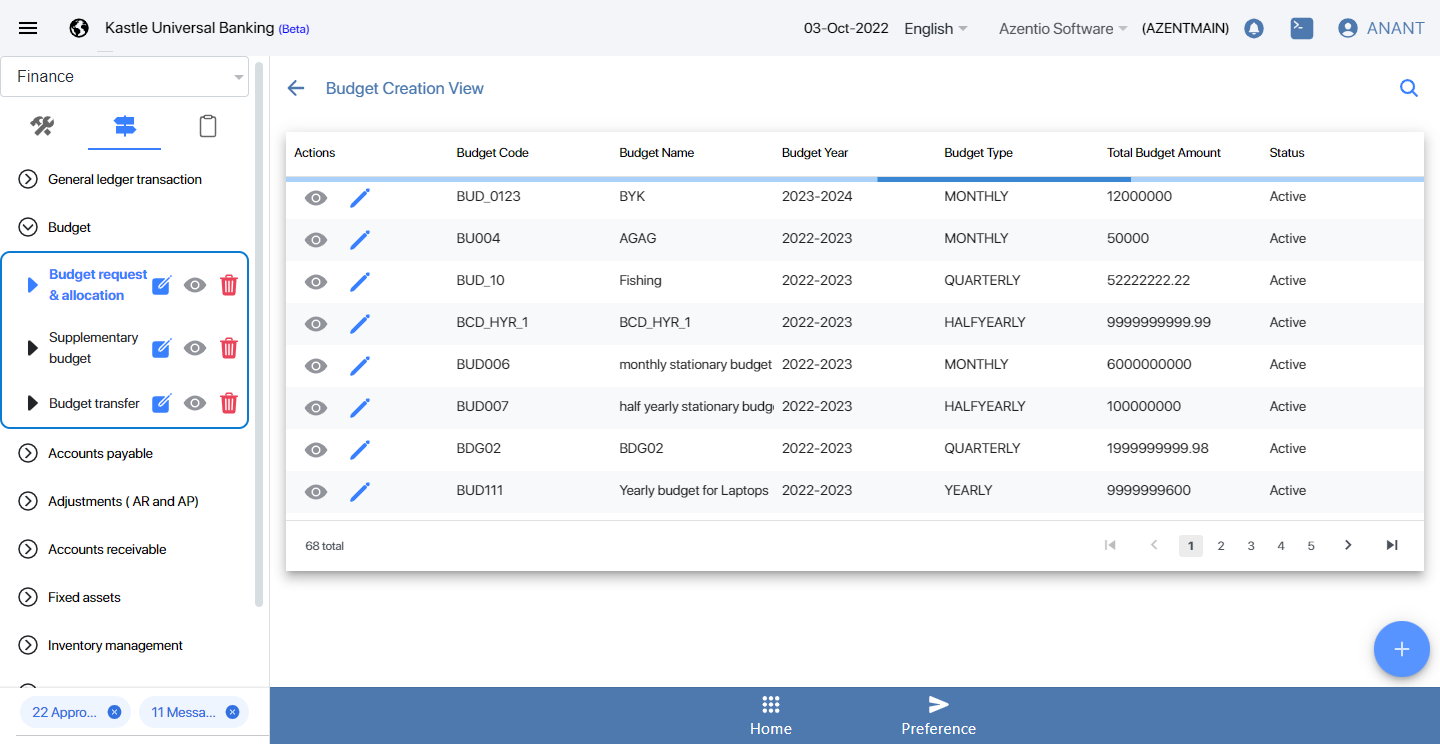 Kastle Universal Banking (Beta)
03-Oct-2022 English Azentio Software (AZENTMAIN) ANANT
Finance
General ledger transaction
Budget
Budget request
& allocation
Supplementary
budget
Budget transfer
Accounts payable
Adjustments ( AR and AP)
Accounts receivable
Fixed assets
Inventory management
22 Appro... 11 Messa...
Budget Creation View
Actions Budget Code Budget Name Budget Year Budget Type Total Budget Amount Status
BUD_0123 BYK 2023-2024 MONTHLY 12000000 Active
BU004 AGAG 2022-2023 MONTHLY 50000 Active
BUD_10 Fishing 2022-2023 QUARTERLY 52222222.22 Active
BCD_HYR_1 BCD_HYR_1 2022-2023 HALFYEARLY 9999999999.99 Active
BUD006 monthly stationary budget 2022-2023 MONTHLY 6000000000 Active
BUD007 half yearly stationary budg 2022-2023 HALFYEARLY 100000000 Active
BDG02 BDG02 2022-2023 QUARTERLY 1999999999.98 Active
BUD111 Yearly budget for Laptops 2022-2023 YEARLY 9999999600 Active
68 total 1 2 3 4 5
Home Preference